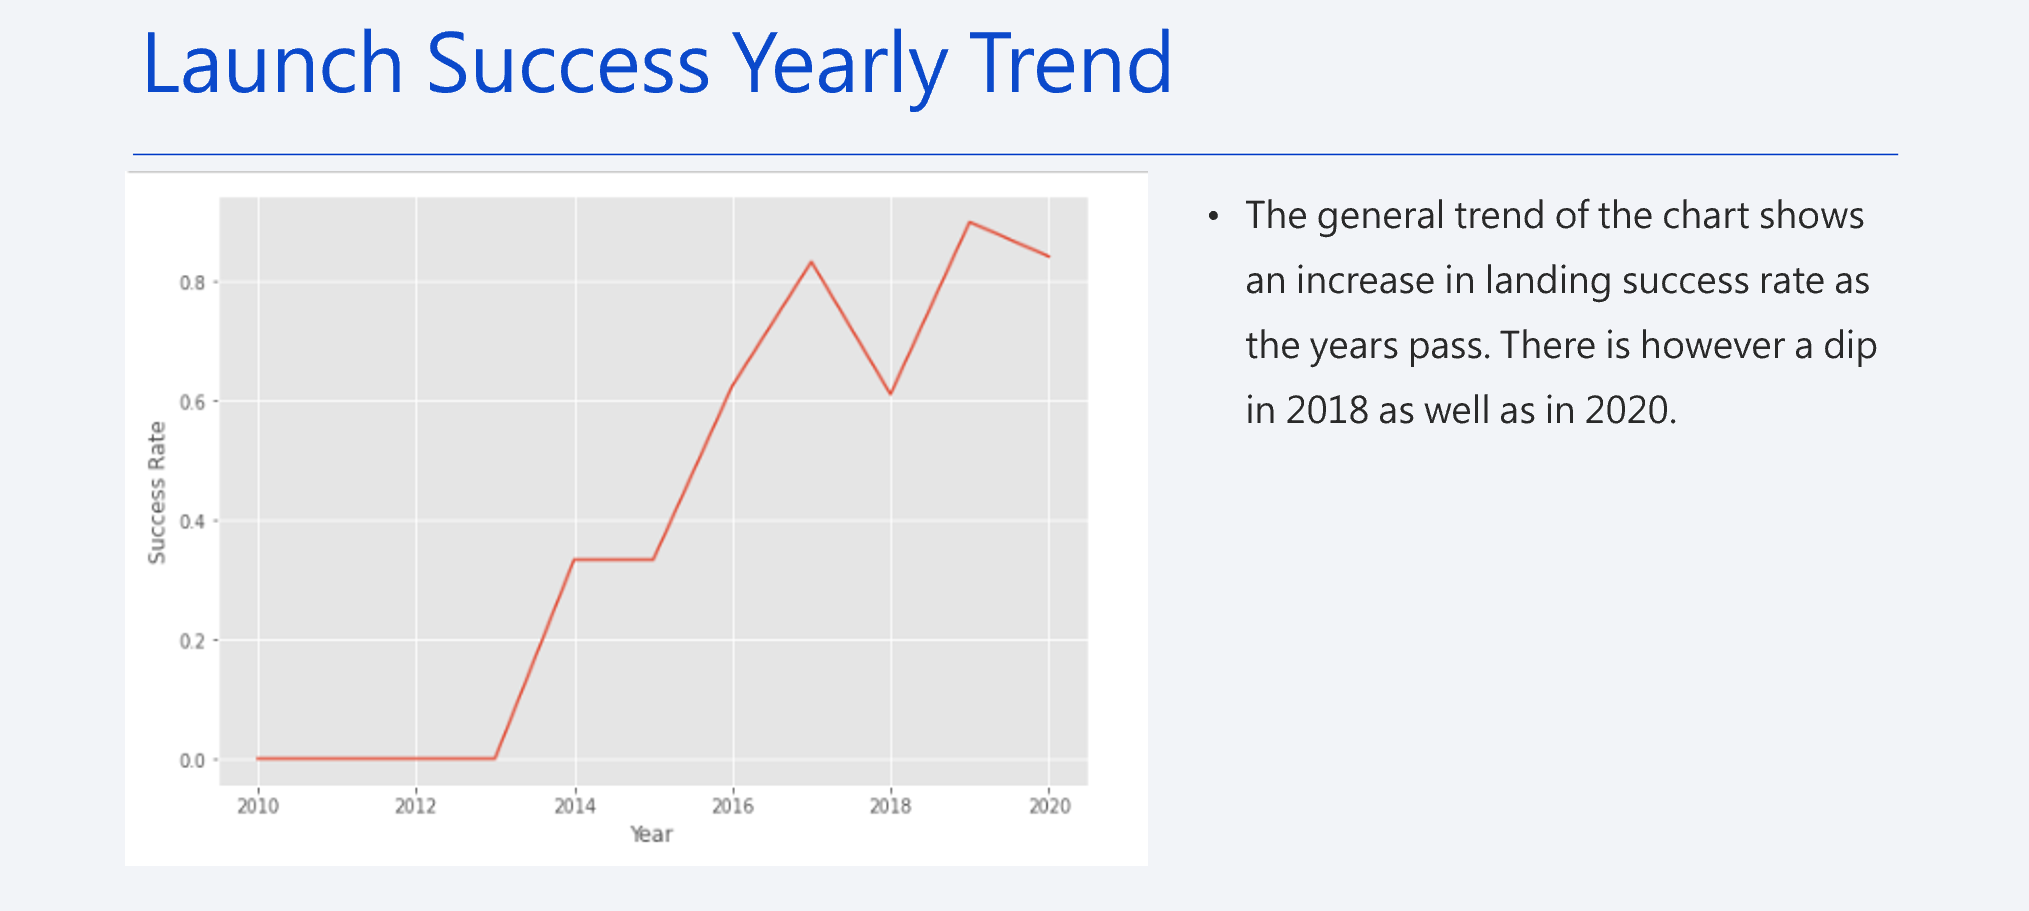 Launch Success Yearly Trend
0.8
0.6
0.4
0.2
0.0
Success Rate
2010 2012 2014 2016 2018 2020
Year
• The general trend of the chart shows
an increase in landing success rate as
the years pass. There is however a dip
in 2018 as well as in 2020.